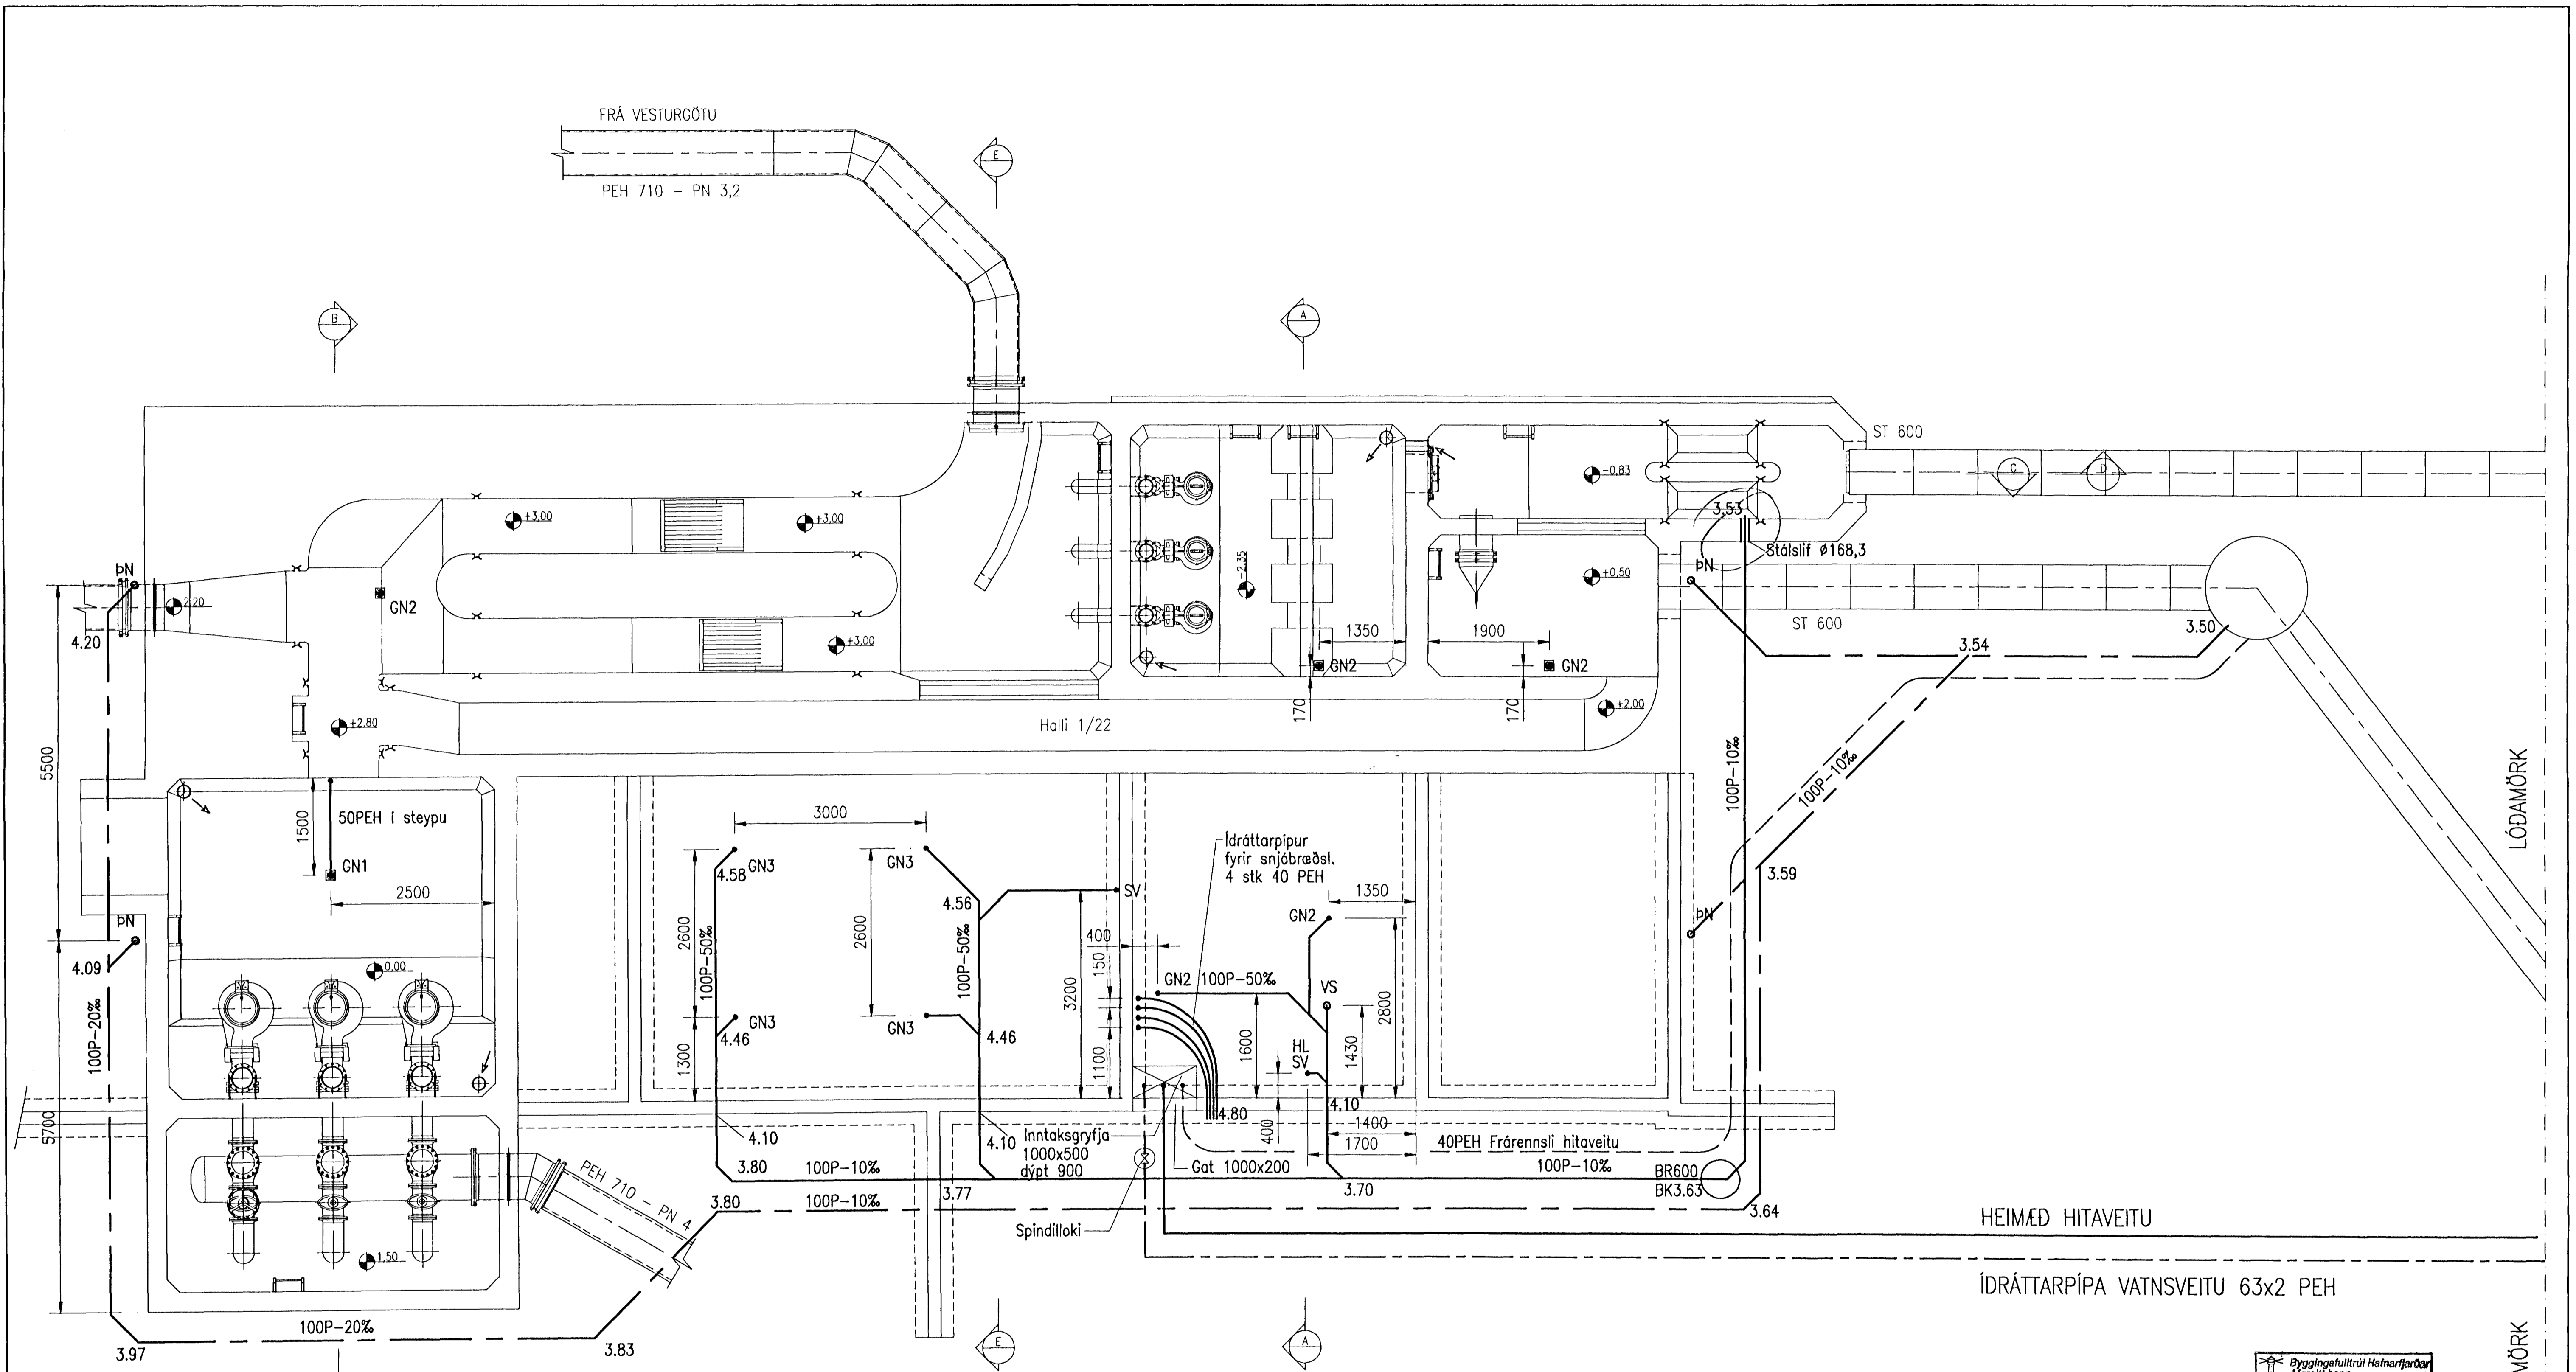 FRÁ VESTURGÖTU
PEH 710 - PN 3,2
E
B
A
ST 600
C
D
-0,83
+3,00
+3,00
3,53
Stálslif ø168,3
-2,35
+0,50
ÞN
ÞN
2,20
GN2
4.20
+3,00
1350
1900
GN2
GN2
ST 600
3.50
3.54
170
170
+2,00
+2,80
Halli 1/22
5500
100P-10‰
100P-10‰
LÓÐAMÖRK
50PEH í steypu
1500
GN1
2500
3000
GN3
GN3
4.58
2600
2600
100P-50‰
100P-50‰
4.56
SV
Ídráttarpípur
fyrir snjóbræðsl.
4 stk 40 PEH
1350
GN2
3.59
ÞN
ÞN
4.09
0,00
400
150
GN2 100P-50‰
VS
3200
2800
100P-20‰
GN3
GN3
4.46
4.46
1300
1100
1600
HL
SV
1430
5700
4.10
4.10
4.80
4.10
400
1400
1700
Inntaksgryfja
1000x500
dýpt 900
Gat 1000x200
40PEH Frárennsli hitaveitu
3.80
100P-10‰
3.77
3.70
100P-10‰
BR600
BK3.63
PEH 710 - PN 4
3.80
100P-10‰
3.64
Spindilloki
HEIMÆÐ HITAVEITU
1,50
ÍDRÁTTARPÍPA VATNSVEITU 63x2 PEH
100P-20‰
3.97
3.83
E
A
Byggingafulltrúi Hafnarfjarðar